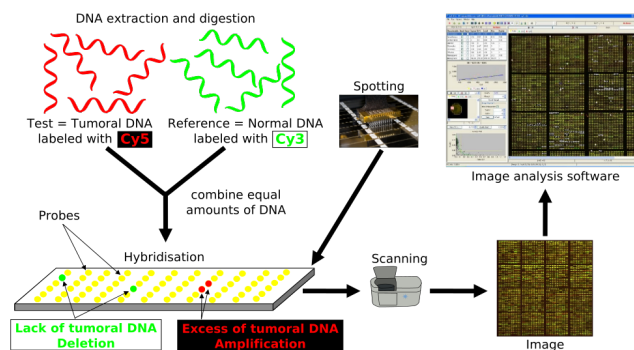 DNA extraction and digestion
Test = Tumoral DNA
labeled with Cy5
Reference = Normal DNA
labeled with Cy3
Spotting
Image analysis software
combine equal
amounts of DNA
Probes
Hybridisation
Scanning
Lack of tumoral DNA
Deletion
Excess of tumoral DNA
Amplification
Image